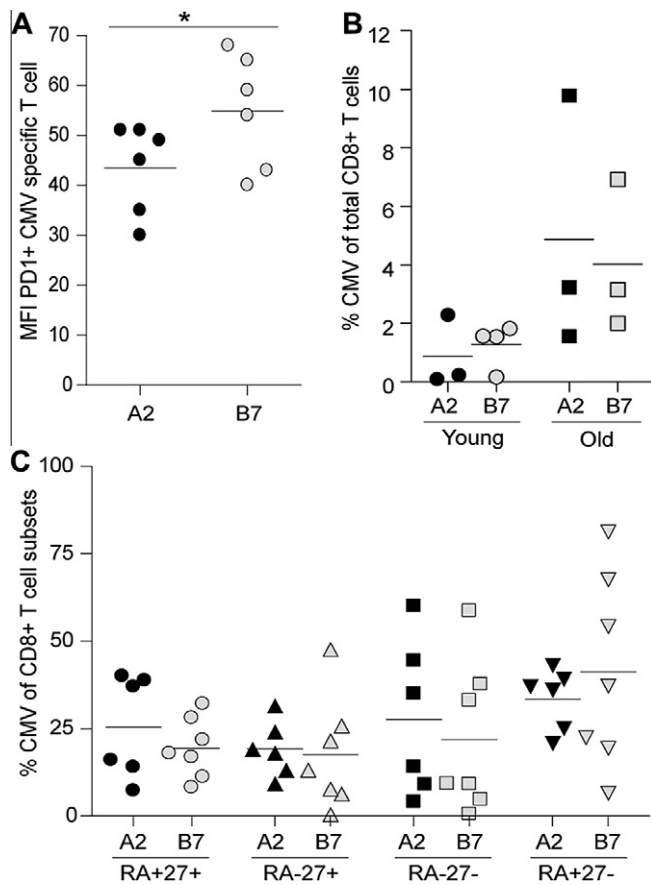 A
*
MFI PD1+ CMV specific T cell
70
60
50
40
30
20
10
0
A2 B7
B
% CMV of total CD8+ T cells
12
10
8
6
4
2
0
A2 B7 A2 B7
Young Old
C
% CMV of CD8+ T cell subsets
100
75
50
25
0
A2 B7 A2 B7 A2 B7 A2 B7
RA+27+ RA-27+ RA-27- RA+27-